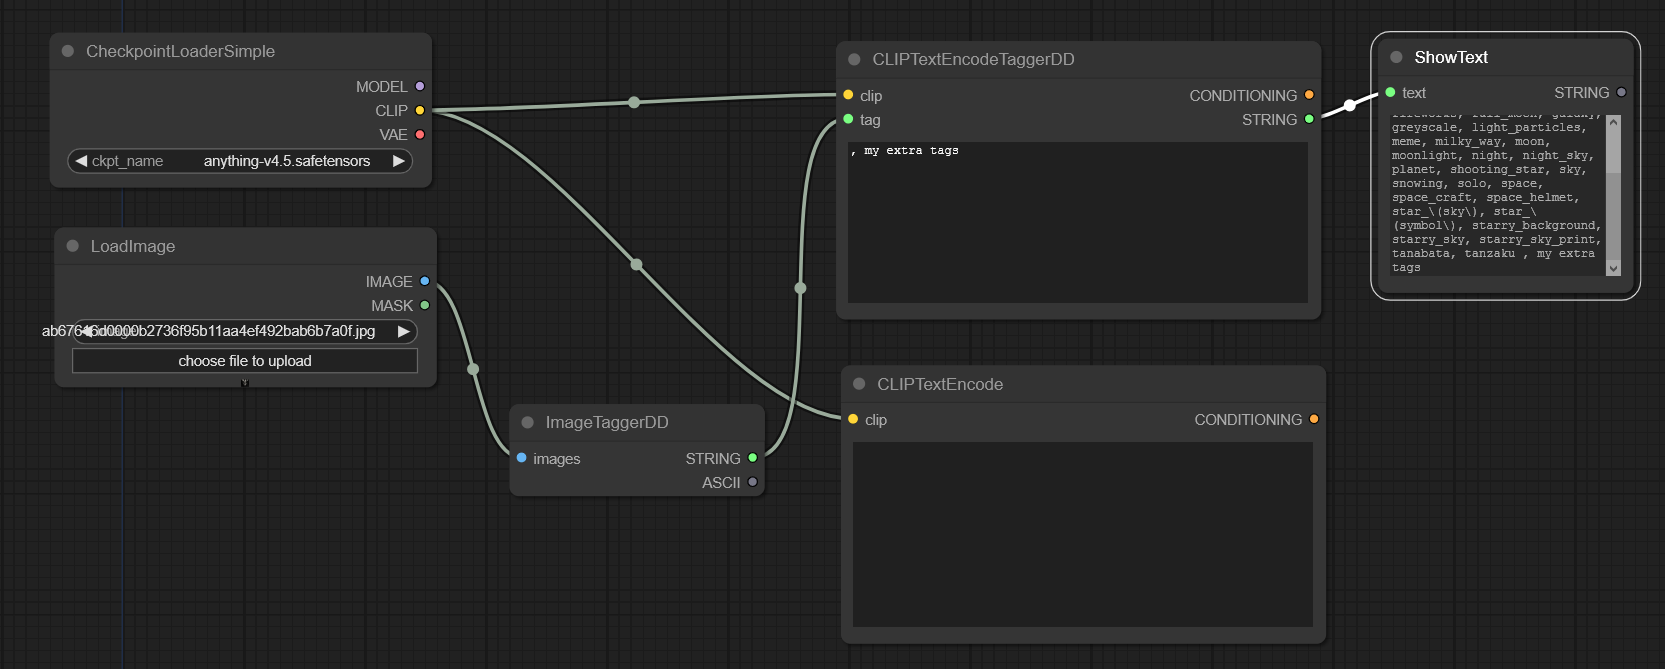 CheckpointLoaderSimple
MODEL
CLIP
VAE
ckpt_name anything-v4.5.safetensors
LoadImage
IMAGE
MASK
choose file to upload
ImageTaggerDD
images STRING
ASCII
CLIPTextEncodeTaggerDD
clip CONDITIONING
tag STRING
, my extra tags
CLIPTextEncode
clip CONDITIONING
ShowText
text STRING
greyscale, light_particles,
meme, milky_way, moon,
moonlight, night, night_sky,
planet, shooting_star, sky,
snowing, solo, space,
space_craft, space_helmet,
star_\(sky\), star_\
(symbol\), starry_background,
starry_sky, starry_sky_print,
tanabata, tanzaku , my extra
tags